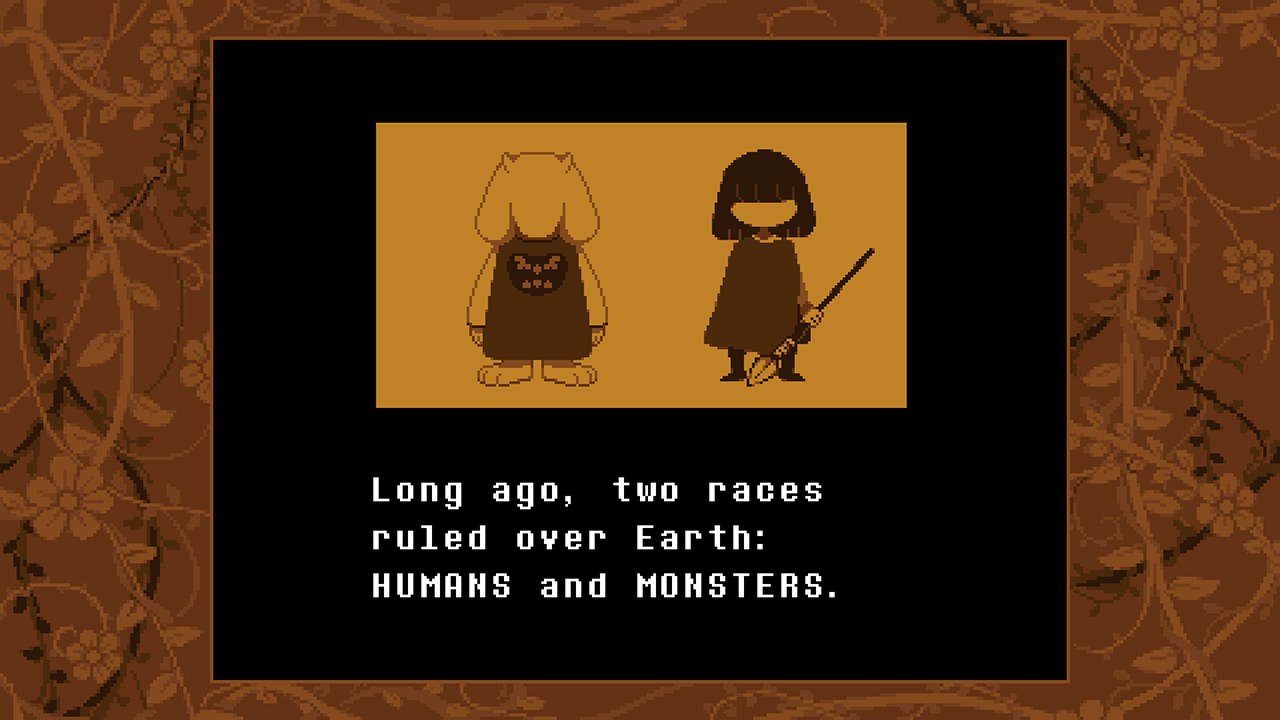 Long ago, two races
ruled over Earth:
HUMANS and MONSTERS.